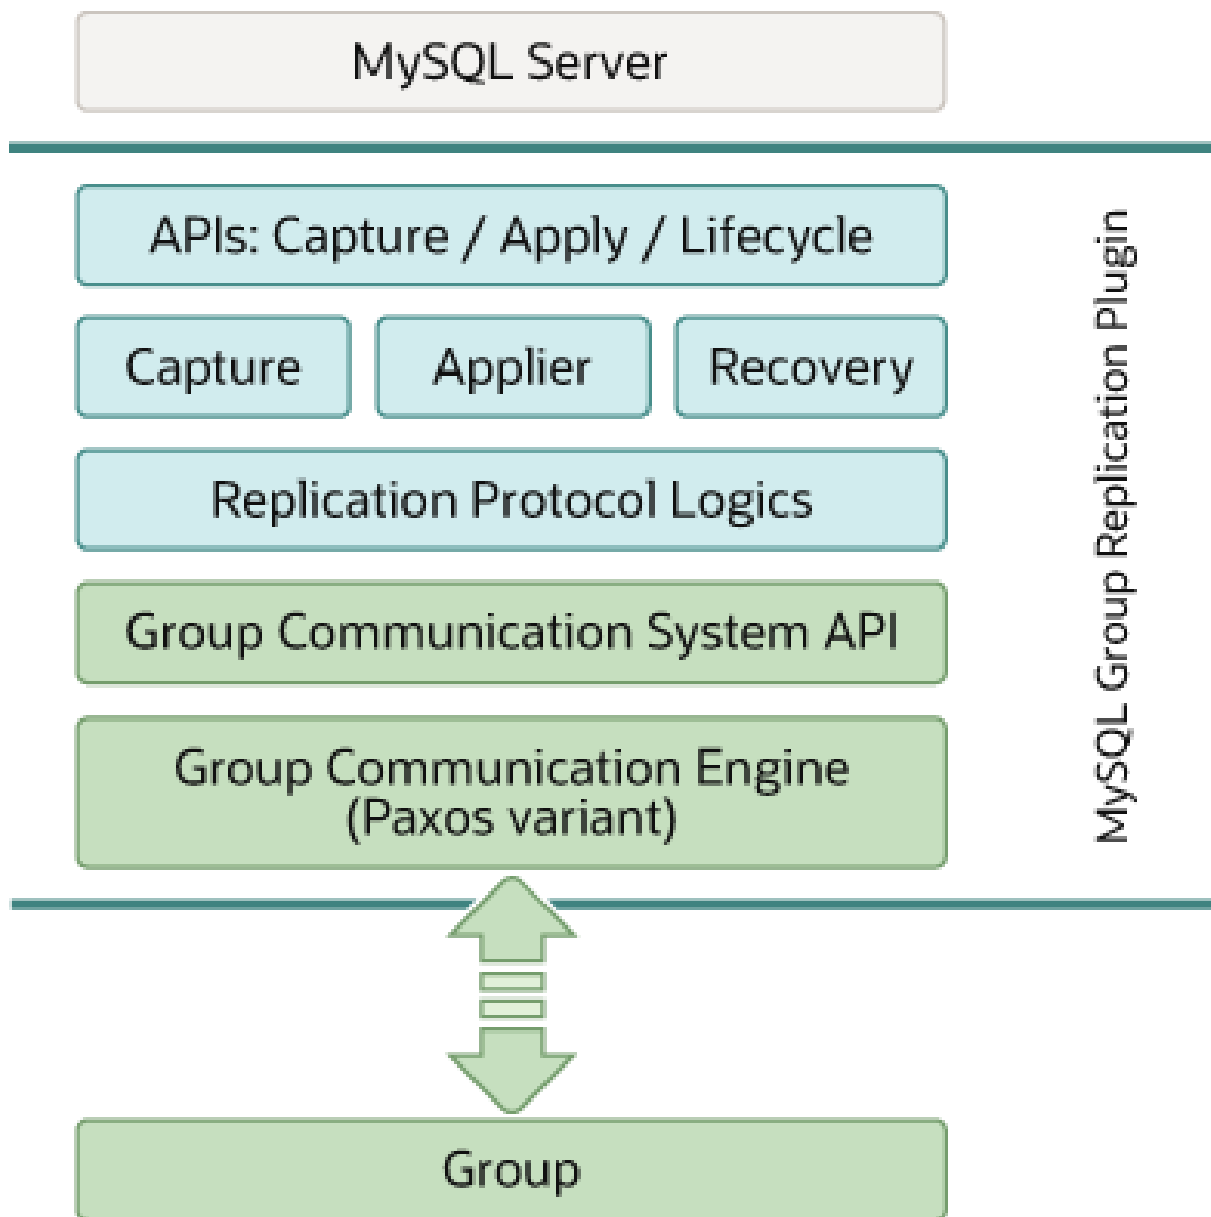 MySQL Server
APIs: Capture / Apply / Lifecycle
Capture
Applier
Recovery
Replication Protocol Logics
Group Communication System API
Group Communication Engine
(Paxos variant)
MySQL Group Replication Plugin
Group